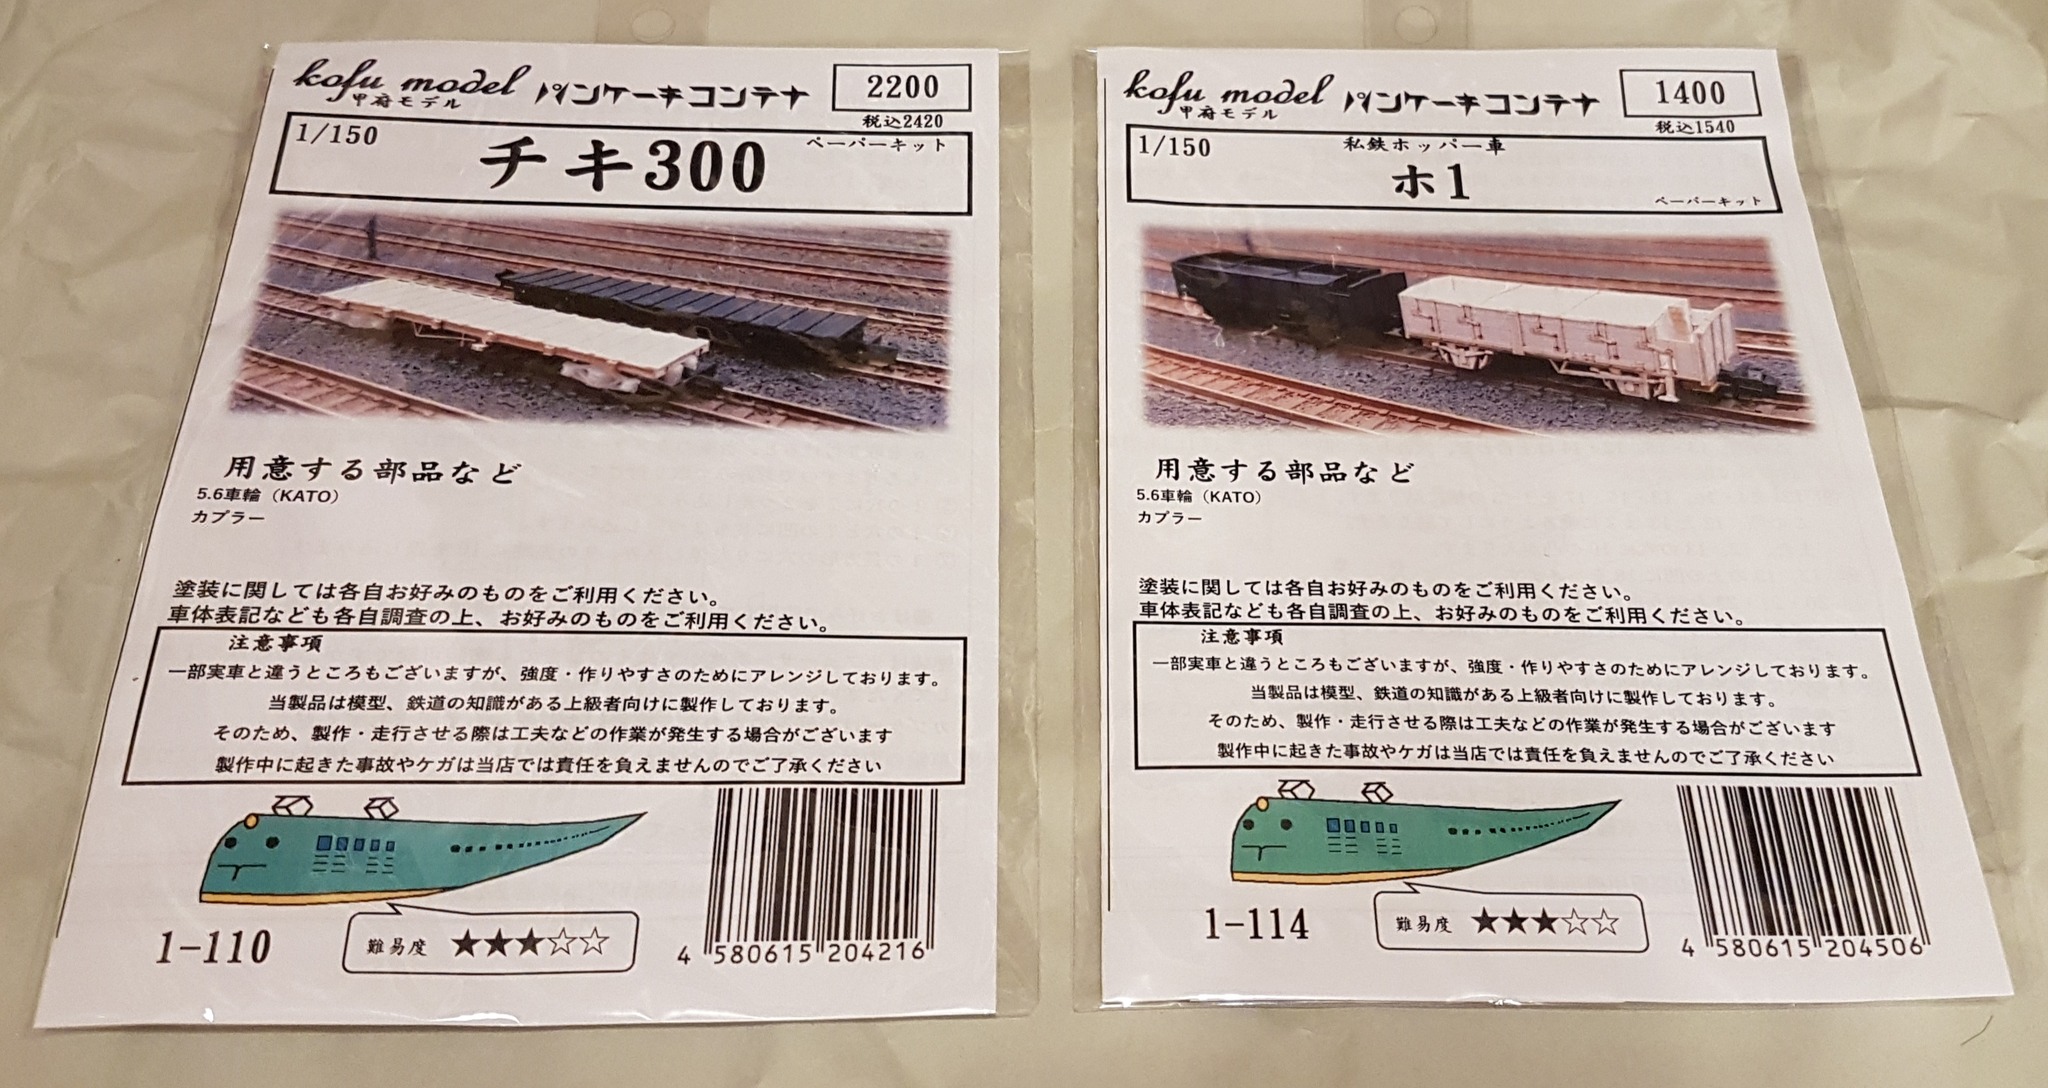 kofu model パンケーキコンテナ
甲府モデル
2200
税込2420
1/150
チキ300
ペーパーキット
用意する部品など
5.6車輪（KATO）
カプラー
塗装に関しては各自お好みのものをご利用ください。
車体表記なども各自調査の上、お好みのものをご利用ください。
注意事項
一部実車と違うところもございますが、強度・作りやすさのためにアレンジしております。
当製品は模型、鉄道の知識がある上級者向けに製作しております。
そのため、製作・走行させる際は工夫などの作業が発生する場合がございます
製作中に起きた事故やケガは当店では責任を負えませんのでご了承ください
1-110
難易度 ★★★☆☆
4 580615 204216
kofu model パンケーキコンテナ
甲府モデル
1400
税込1540
1/150
私鉄ホッパー車
ホ1
ペーパーキット
用意する部品など
5.6車輪（KATO）
カプラー
塗装に関しては各自お好みのものをご利用ください。
車体表記なども各自調査の上、お好みのものをご利用ください。
注意事項
一部実車と違うところもございますが、強度・作りやすさのためにアレンジしております。
当製品は模型、鉄道の知識がある上級者向けに製作しております。
そのため、製作・走行させる際は工夫などの作業が発生する場合がございます
製作中に起きた事故やケガは当店では責任を負えませんのでご了承ください
1-114
難易度 ★★★☆☆
4 580615 204506